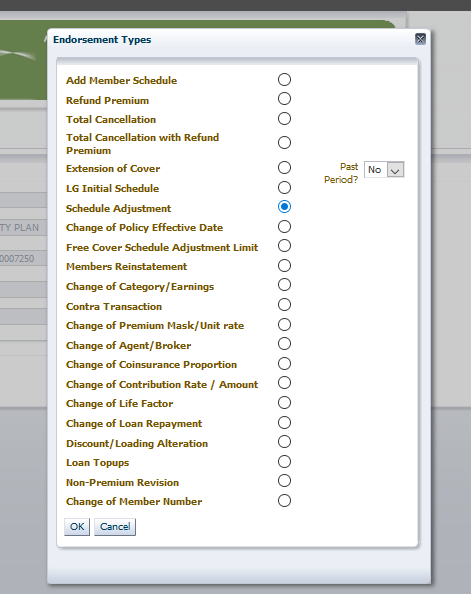 Endorsement Types
Add Member Schedule
Refund Premium
Total Cancellation
Total Cancellation with Refund
Premium
Extension of Cover
Past
Period?
No
LG Initial Schedule
Schedule Adjustment
Change of Policy Effective Date
TY PLAN
Free Cover Schedule Adjustment Limit
0007250
Members Reinstatement
Change of Category/Earnings
Contra Transaction
Change of Premium Mask/Unit rate
Change of Agent/Broker
Change of Coinsurance Proportion
Change of Contribution Rate / Amount
Change of Life Factor
Change of Loan Repayment
Discount/Loading Alteration
Loan Topups
Non-Premium Revision
Change of Member Number
OK Cancel